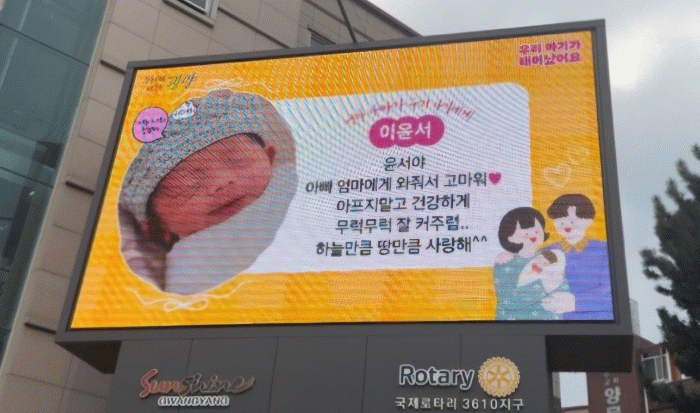 우리 아기가
태어났어요
이윤서
윤서야
아빠 엄마에게 와줘서 고마워♥
아프지말고 건강하게
무럭무럭 잘 커주렴..
하늘만큼 땅만큼 사랑해^^
Sunshine
GWANGYANG
Rotary
국제로타리 3610지구
양